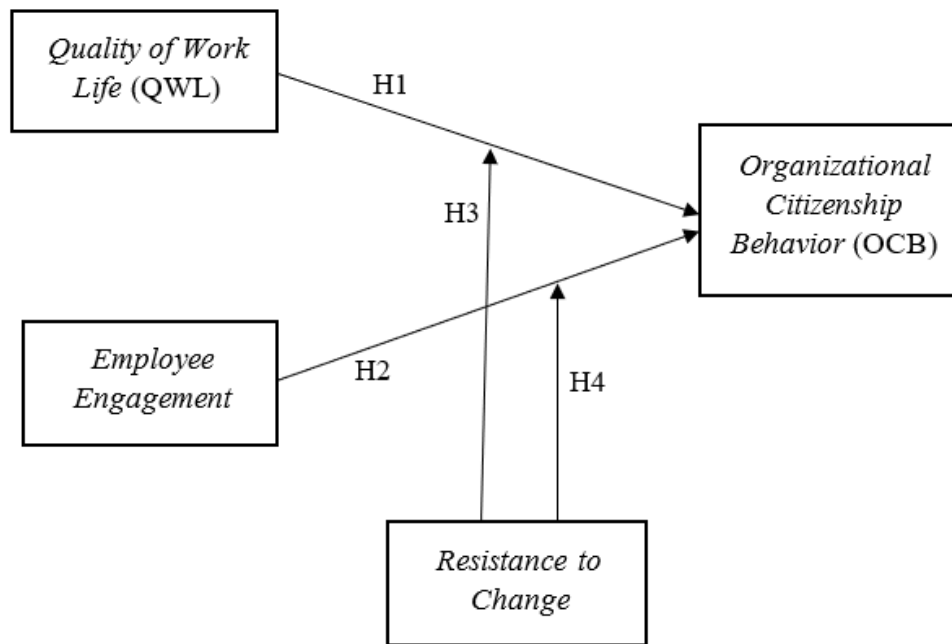 Quality of Work
Life (QWL)
H1
Organizational
Citizenship
Behavior (OCB)
H3
Employee
Engagement
H2
H4
Resistance to
Change